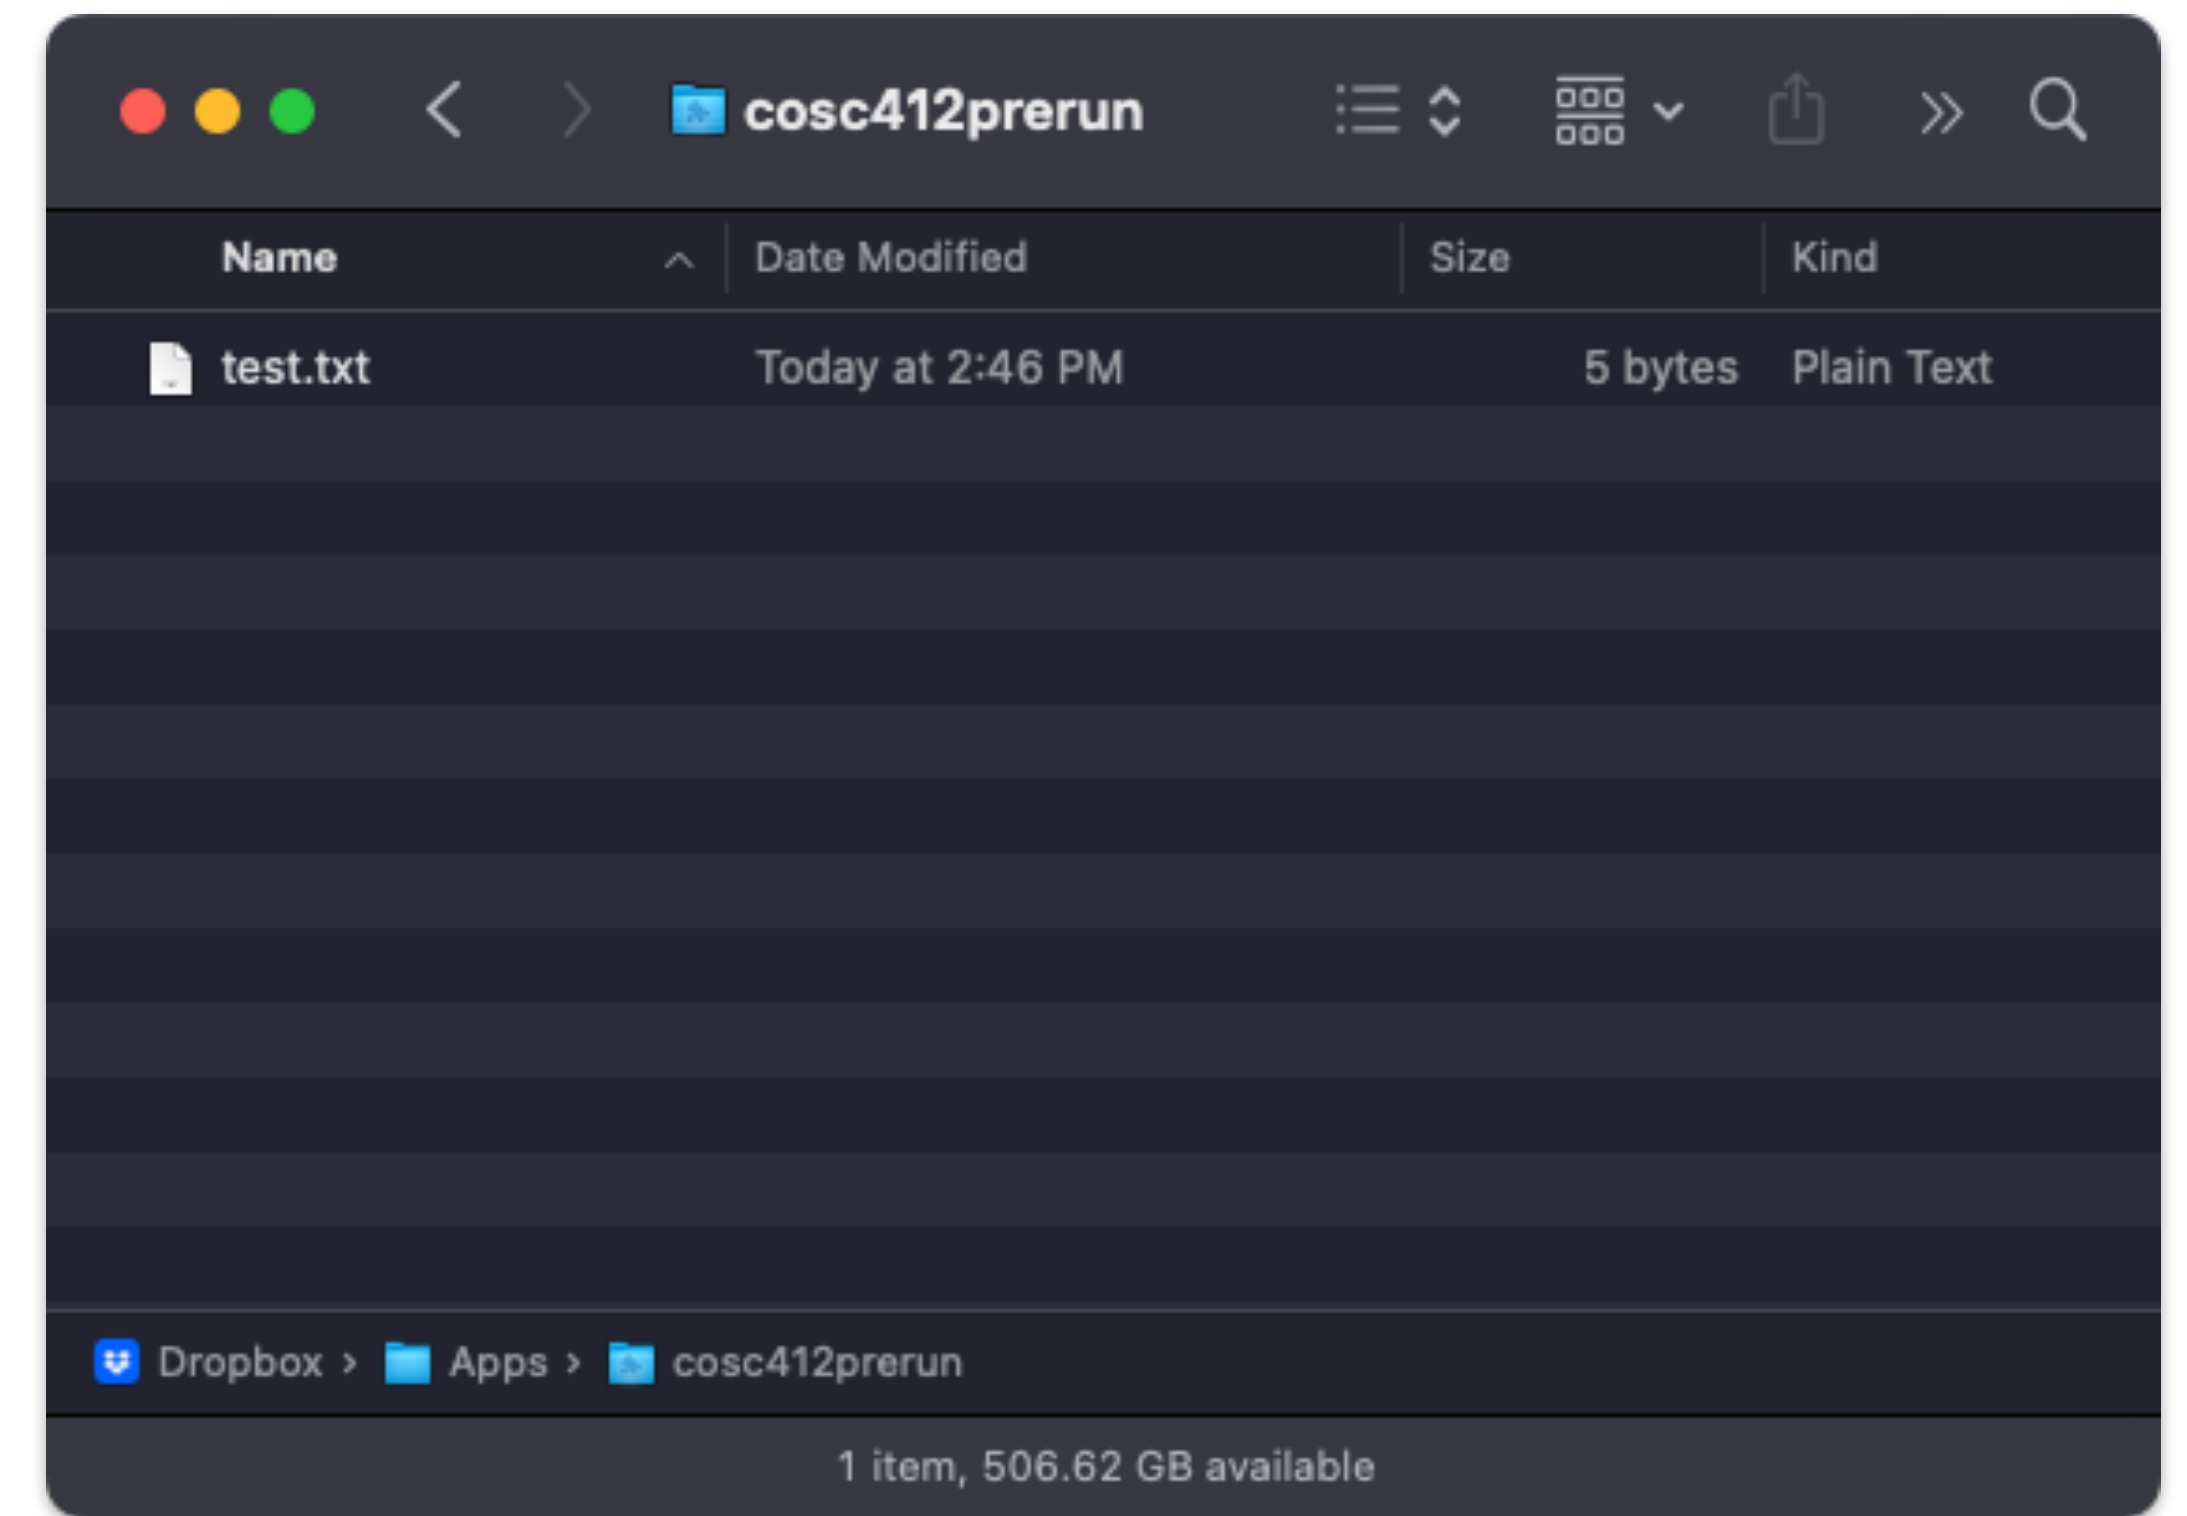 cosc412prerun
Name Date Modified Size Kind
test.txt Today at 2:46 PM 5 bytes Plain Text
Dropbox › Apps › cosc412prerun
1 item, 506.62 GB available